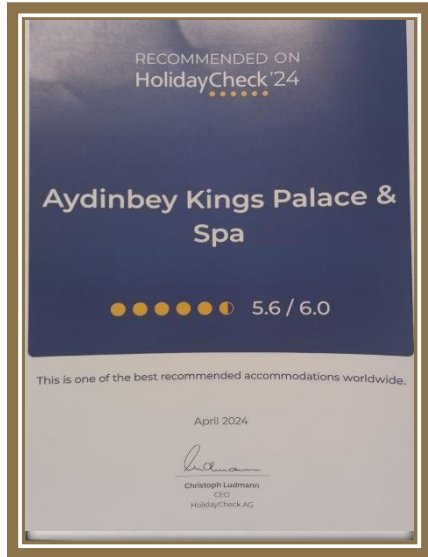 RECOMMENDED ON
HolidayCheck '24
Aydinbey Kings Palace &
Spa
5.6 / 6.0
This is one of the best recommended accommodations worldwide.
April 2024
Christoph Ludmann
CEO
HolidayCheck AG